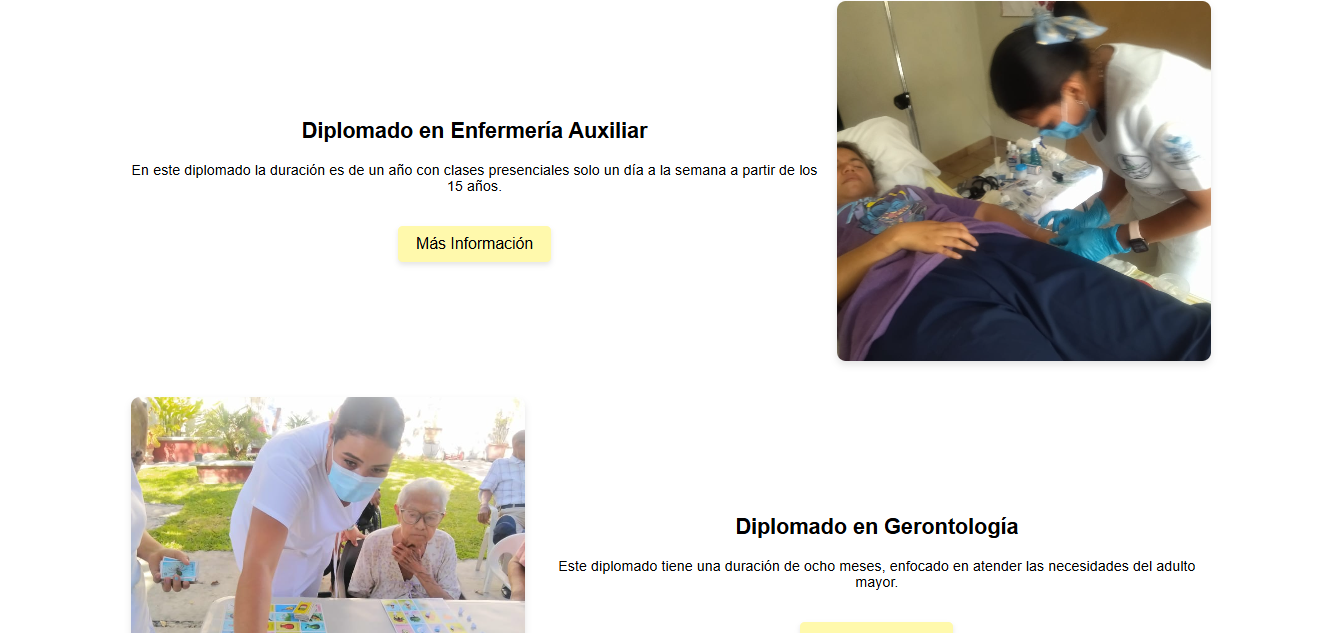 Diplomado en Enfermería Auxiliar
En este diplomado la duración es de un año con clases presenciales solo un día a la semana a partir de los
15 años.
Más Información
Diplomado en Gerontología
Este diplomado tiene una duración de ocho meses, enfocado en atender las necesidades del adulto
mayor.